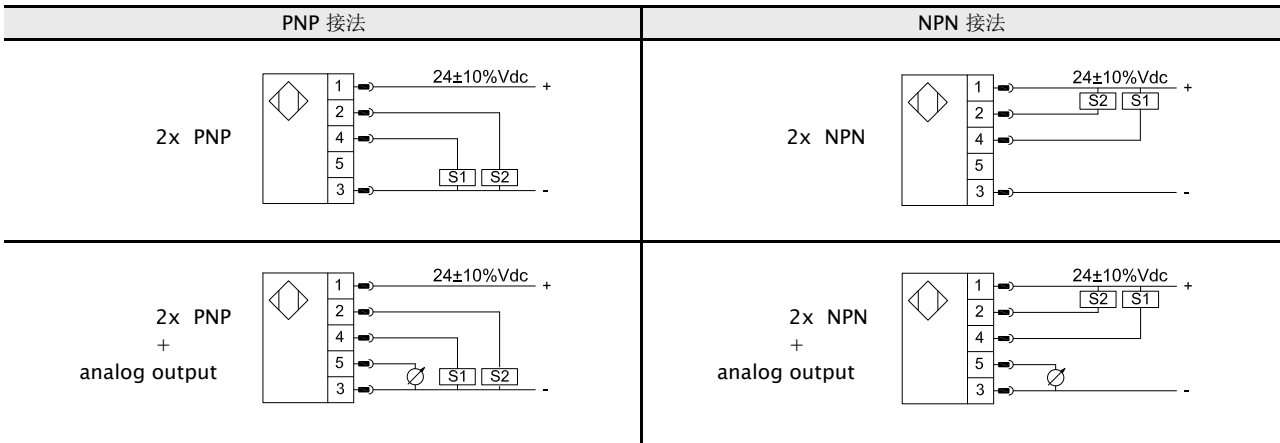 PNP 接法
NPN 接法
2x PNP
1
2
4
5
3
24±10%Vdc
+
S1
S2
-
2x NPN
1
2
4
5
3
24±10%Vdc
+
S2
S1
-
2x PNP
+
analog output
1
2
4
5
3
24±10%Vdc
+
S1
S2
-
2x NPN
+
analog output
1
2
4
5
3
24±10%Vdc
+
S2
S1
-